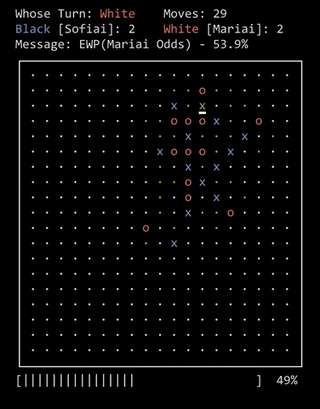 Whose Turn: White Moves: 29
Black [Sofiai]: 2 White [Mariai]: 2
Message: EWP(Mariai Odds) - 53.9%
o
x x
o o o o
x x
x o o o x
x x
o x
o x
x o
o
x
[|||||||||||||||| ] 49%